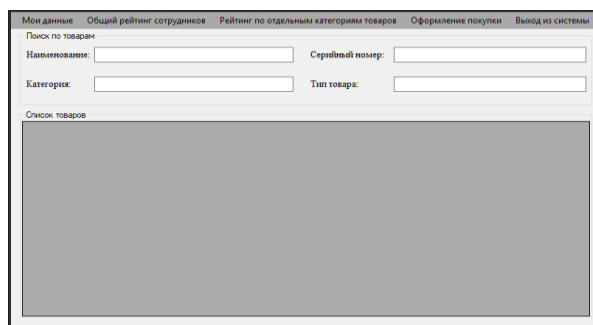 Мои данные Общий рейтинг сотрудников Рейтинг по отдельным категориям товаров Оформление покупки Выход из системы
Поиск по товарам
Наименование: Серийный номер:
Категория: Тип товара:
Список товаров